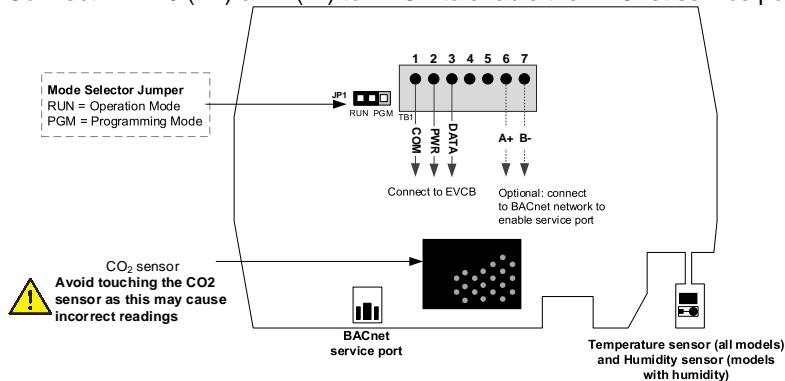 1 2 3 4 5 6 7
Mode Selector Jumper
RUN = Operation Mode
PGM = Programming Mode
JP1
RUN PGM
TB1
COM
PWR
DATA
A+ B-
Connect to EVCB
Optional: connect
to BACnet network to
enable service port
CO2 sensor
Avoid touching the CO2
sensor as this may cause
incorrect readings
BACnet
service port
Temperature sensor (all models)
and Humidity sensor (models
with humidity)